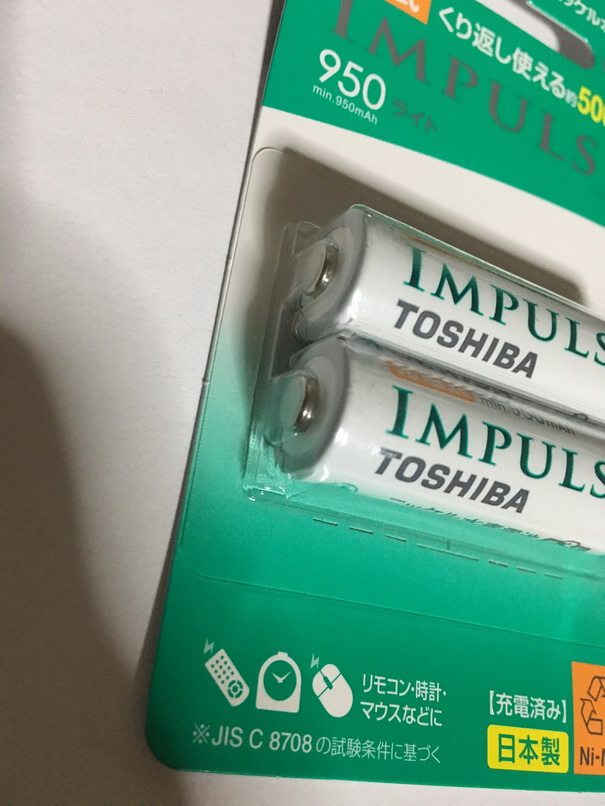 くり返し使える約500
IMPULS
950
min.950mAh
ライト
IMPULS
TOSHIBA
IMPULS
TOSHIBA
リモコン・時計・
マウスなどに
【充電済み】
※JIS C 8708の試験条件に基づく
日本製
Ni-